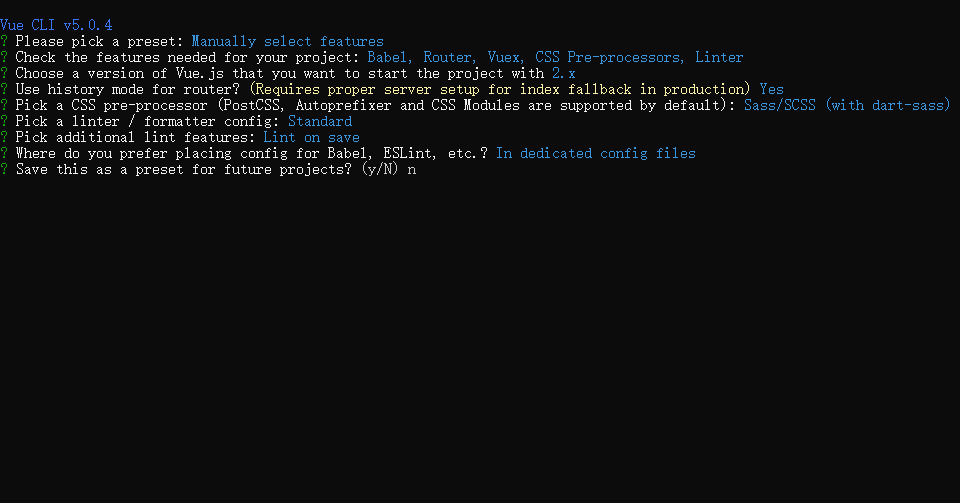 Vue CLI v5.0.4
? Please pick a preset: Manually select features
? Check the features needed for your project: Babel, Router, Vuex, CSS Pre-processors, Linter
? Choose a version of Vue.js that you want to start the project with 2.x
? Use history mode for router? (Requires proper server setup for index fallback in production) Yes
? Pick a CSS pre-processor (PostCSS, Autoprefixer and CSS Modules are supported by default): Sass/SCSS (with dart-sass)
? Pick a linter / formatter config: Standard
? Pick additional lint features: Lint on save
? Where do you prefer placing config for Babel, ESLint, etc.? In dedicated config files
? Save this as a preset for future projects? (y/N) n